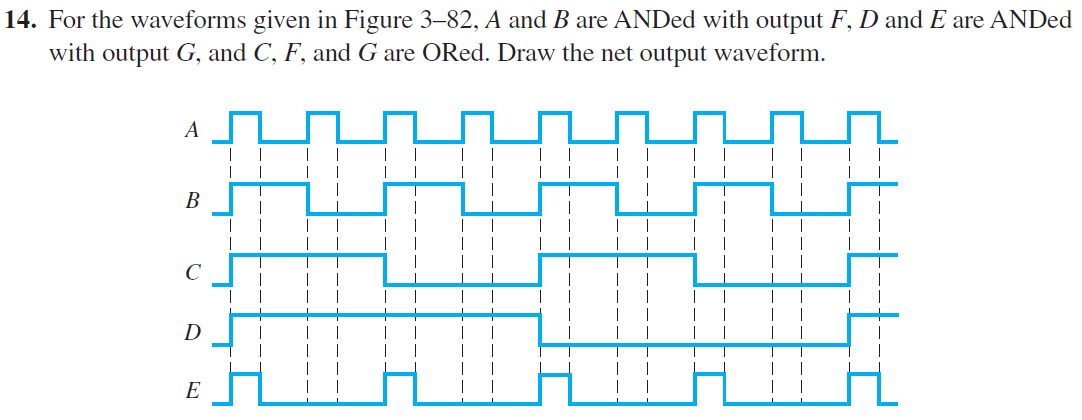 14. For the waveforms given in Figure 3–82, A and B are ANDed with output F, D and E are ANDed
with output G, and C, F, and G are ORed. Draw the net output waveform.
A
B
C
D
E